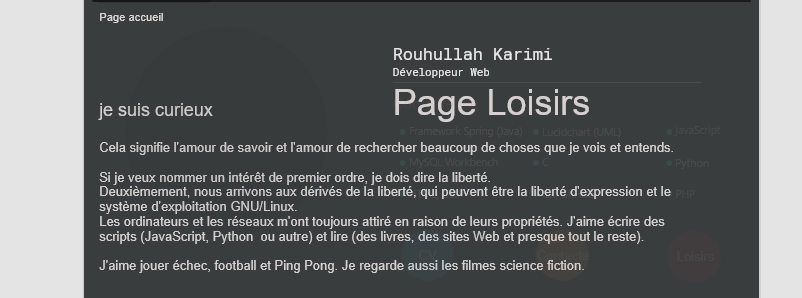 Page accueil
Rouhullah Karimi
Développeur Web
Page Loisirs
je suis curieux
Framework Spring (Java)
Lucidchart (UML)
JavaScript
Cela signifie l'amour de savoir et l'amour de rechercher beaucoup de choses que je vois et entends.
MySQL Workbench
C
Python
Si je veux nommer un intérêt de premier ordre, je dois dire la liberté.
Deuxièmement, nous arrivons aux dérivés de la liberté, qui peuvent être la liberté d'expression et le
PHP
système d'exploitation GNU/Linux.
Les ordinateurs et les réseaux m'ont toujours attiré en raison de leurs propriétés. J'aime écrire des
scripts (JavaScript, Python ou autre) et lire (des livres, des sites Web et presque tout le reste).
CV
Loisirs
J'aime jouer échec, football et Ping Pong. Je regarde aussi les filmes science fiction.